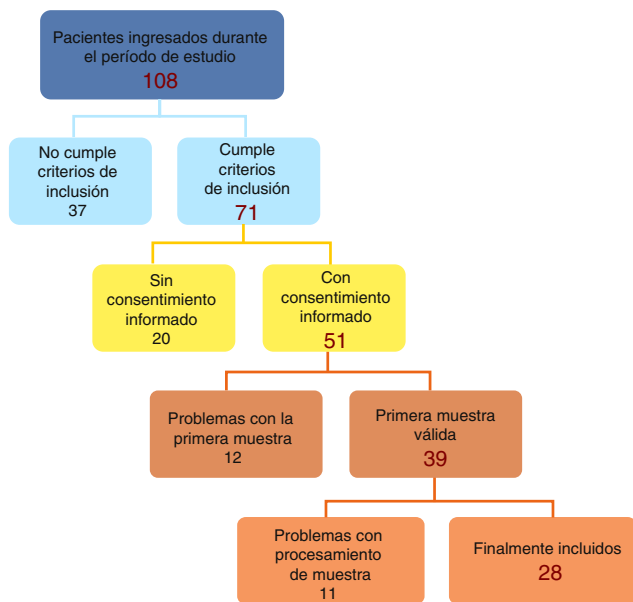 Pacientes ingresados durante
el período de estudio
108
No cumple
criterios de
inclusión
37
Cumple
criterios
de inclusión
71
Sin
consentimiento
informado
20
Con
consentimiento
informado
51
Problemas con la
primera muestra
12
Primera muestra
válida
39
Problemas con
procesamiento
de muestra
11
Finalmente incluidos
28